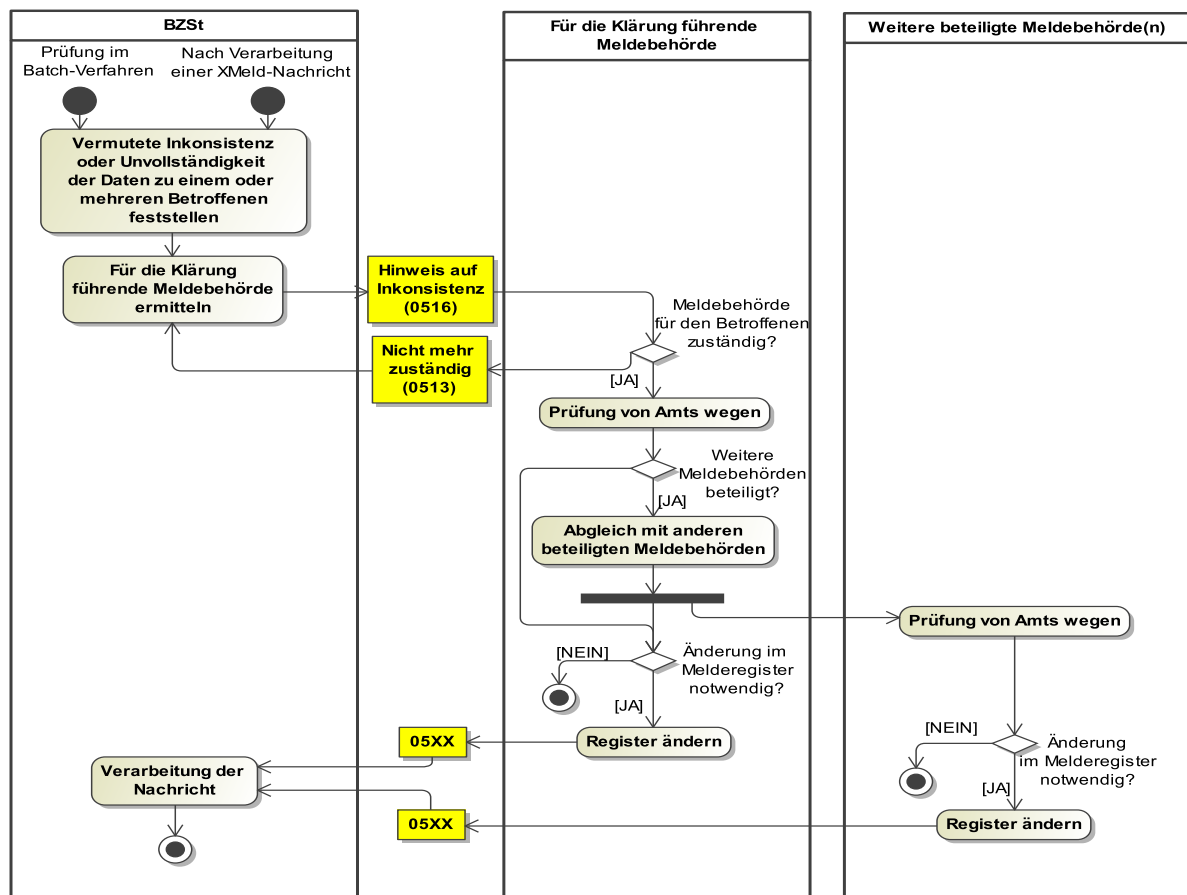 BZSt
Prüfung im
Batch-Verfahren
Nach Verarbeitung
einer XMeld-Nachricht
Vermutete Inkonsistenz
oder Unvollständigkeit
der Daten zu einem oder
mehreren Betroffenen
feststellen
Für die Klärung
führende Meldebehörde
ermitteln
Hinweis auf
Inkonsistenz
(0516)
Nicht mehr
zuständig
(0513)
Für die Klärung führende
Meldebehörde
Meldebehörde
für den Betroffenen
zuständig?
[JA]
Prüfung von Amts wegen
Weitere
Meldebehörden
beteiligt?
[JA]
Abgleich mit anderen
beteiligten Meldebehörden
[NEIN]
Änderung im
Melderegister
notwendig?
[JA]
Register ändern
05XX
Verarbeitung der
Nachricht
05XX
Weitere beteiligte Meldebehörde(n)
Prüfung von Amts wegen
[NEIN]
Änderung
im Melderegister
notwendig?
[JA]
Register ändern